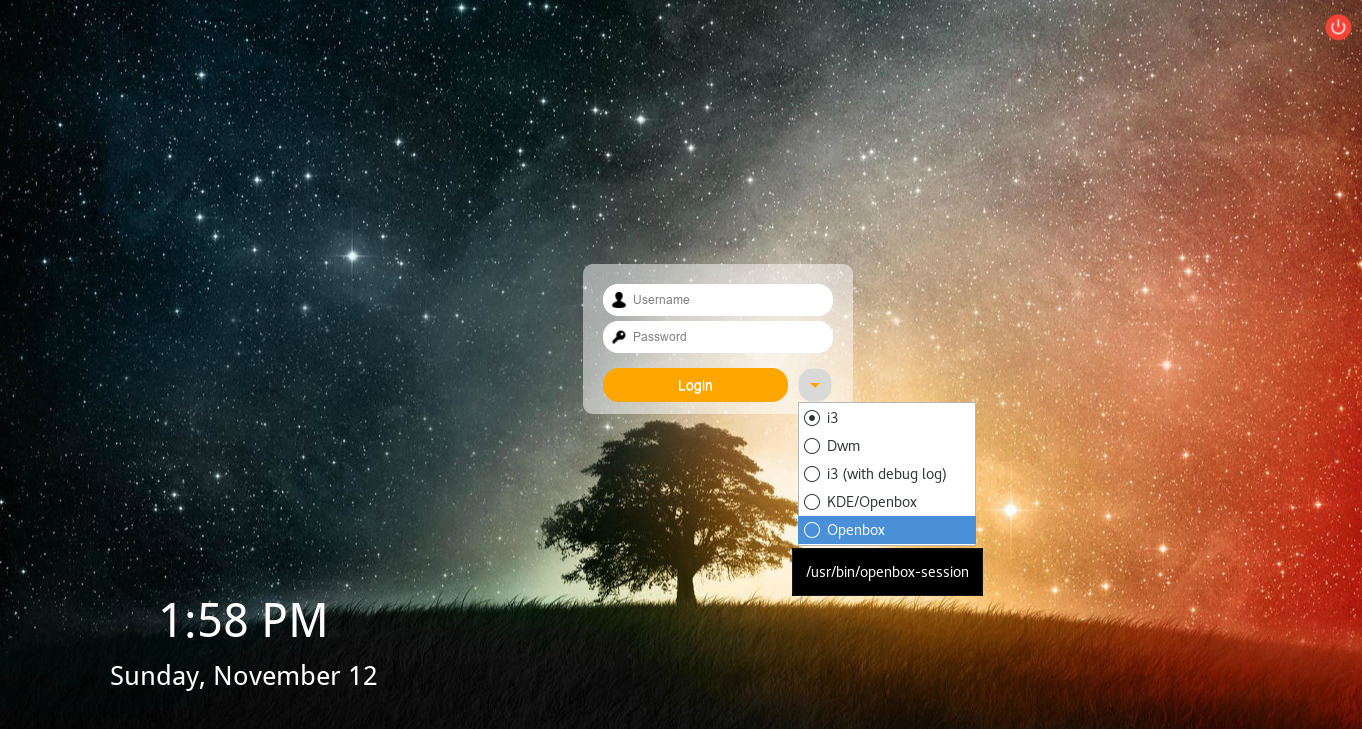 Username
Password
Login
i3
Dwm
i3 (with debug log)
KDE/Openbox
Openbox
/usr/bin/openbox-session
1:58 PM
Sunday, November 12